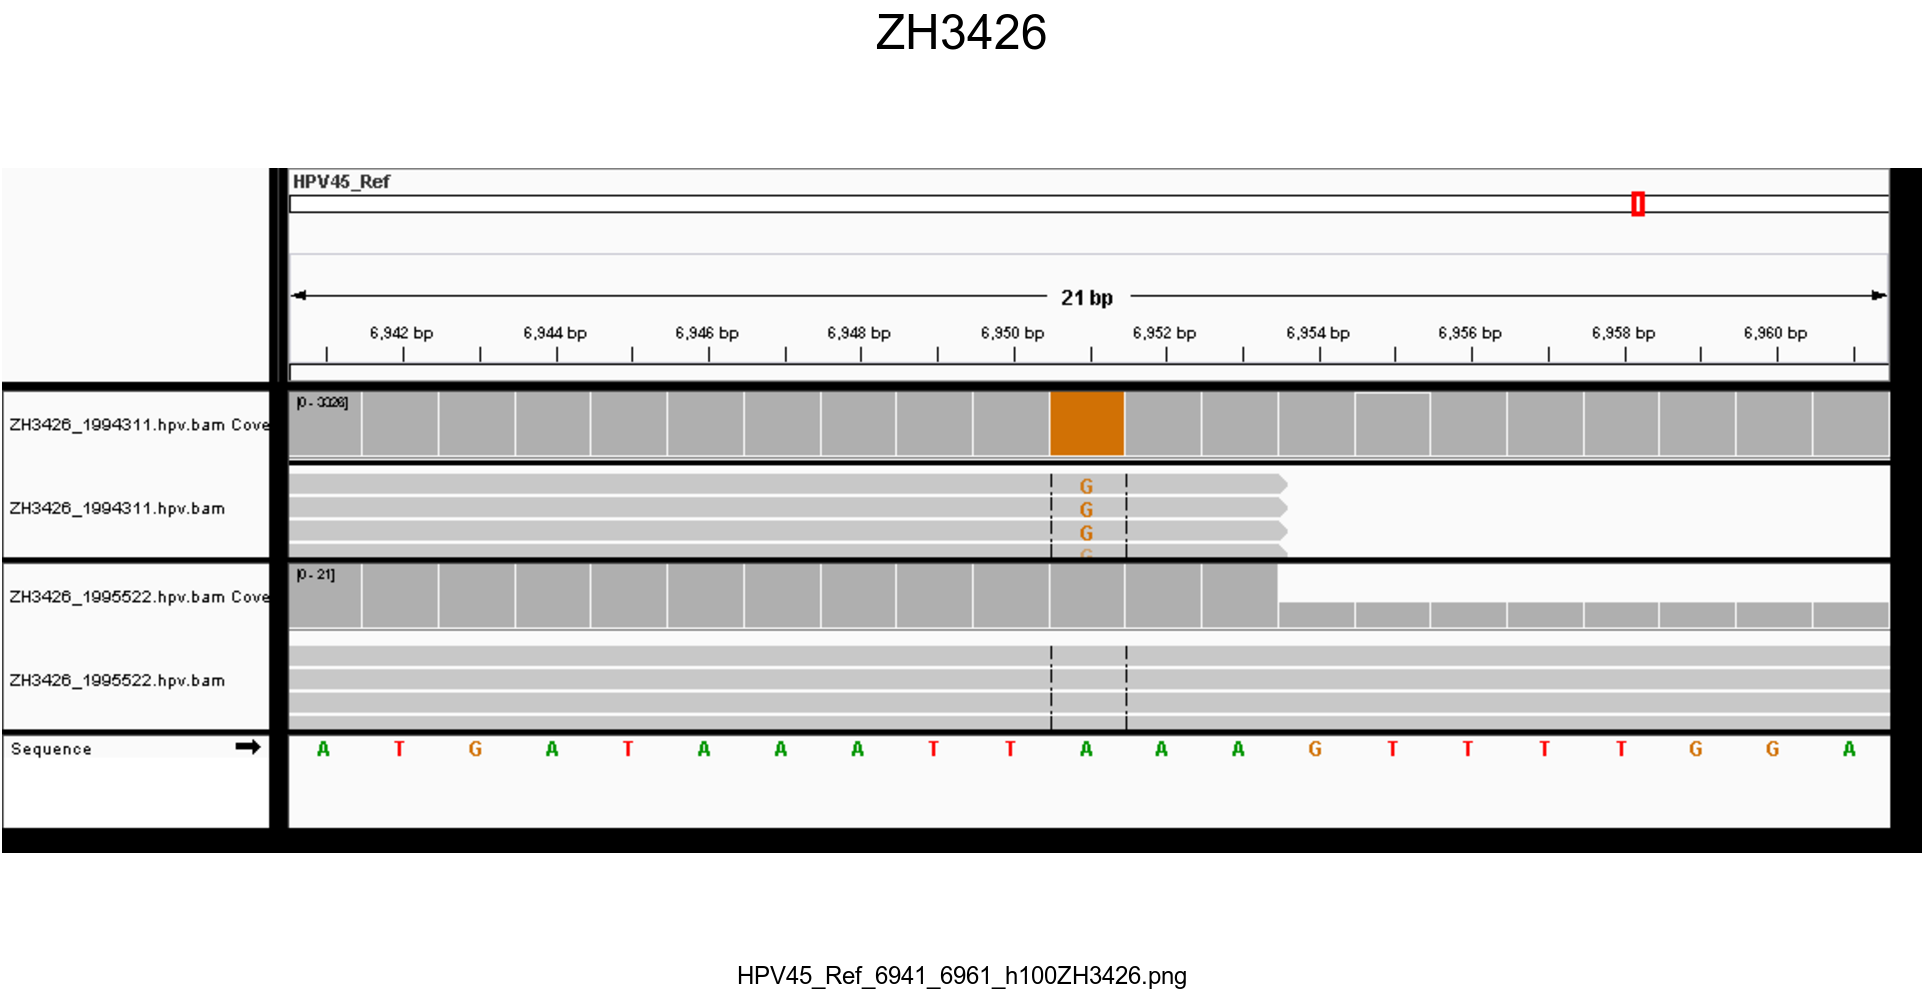 ZH3426
HPV45_Ref
21 bp
6,942 bp 6,944 bp 6,946 bp 6,948 bp 6,950 bp 6,952 bp 6,954 bp 6,956 bp 6,958 bp 6,960 bp
[0 - 3326]
ZH3426_1994311.hpv.bam Cove
G
G
ZH3426_1994311.hpv.bam
G
G
[0 - 21]
ZH3426_1995522.hpv.bam Cove
ZH3426_1995522.hpv.bam
Sequence A T G A T A A A T T A A A G T T T T G G A
HPV45_Ref_6941_6961_h100ZH3426.png